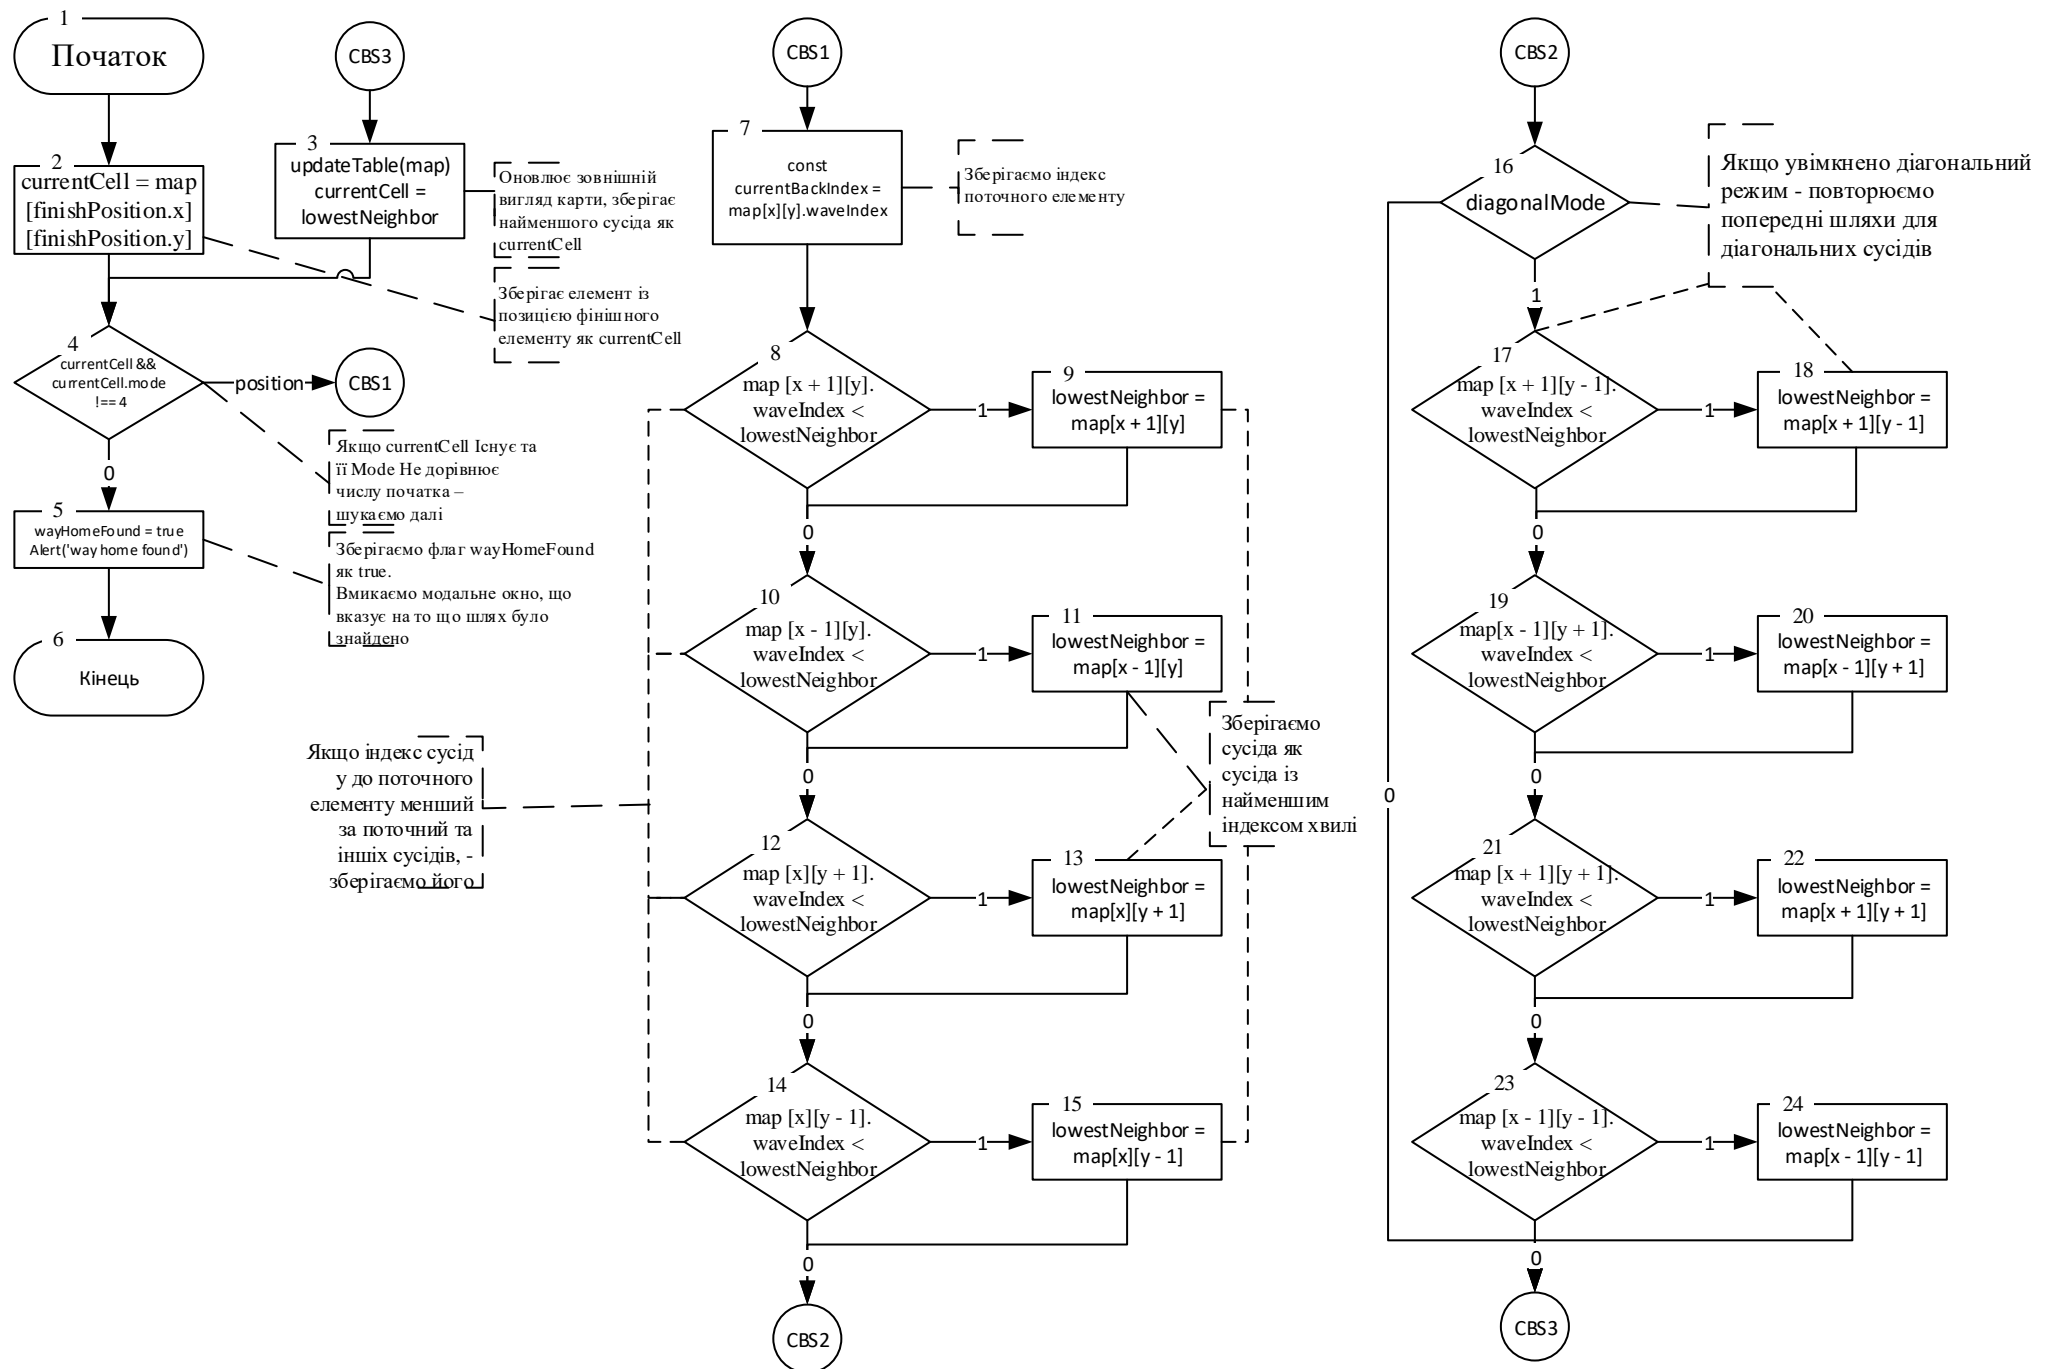 1
Початок
2
currentCell = map
[finishPosition.x]
[finishPosition.y]
CBS3
3
updateTable(map)
currentCell =
lowestNeighbor
Оновлює зовнішній
вигляд карти, зберігає
найменшого сусіда як
currentCell
Зберігає елемент із
позицією фінішного
елементу як currentCell
4
currentCell &&
currentCell.mode
!== 4
position
CBS1
0
Якщо currentCell Існує та
її Mode Не дорівнює
числу початка –
шукаємо далі
5
wayHomeFound = true
Alert('way home found')
Зберігаємо флаг wayHomeFound
як true.
Вмикаємо модальне окно, що
вказує на то що шлях було
знайдено
6
Кінець
CBS1
7
const
currentBackIndex =
map[x][y].waveIndex
Зберігаємо індекс
поточного елементу
8
map [x + 1][y].
waveIndex <
lowestNeighbor
1
9
lowestNeighbor =
map[x + 1][y]
0
10
map [x - 1][y].
waveIndex <
lowestNeighbor
1
11
lowestNeighbor =
map[x - 1][y]
0
Якщо індекс сусід
у до поточного
елементу менший
за поточний та
іншіх сусідів, -
зберігаємо його
Зберігаємо
сусіда як
сусіда із
найменшим
індексом хвилі
12
map [x][y + 1].
waveIndex <
lowestNeighbor
1
13
lowestNeighbor =
map[x][y + 1]
0
14
map [x][y - 1].
waveIndex <
lowestNeighbor
1
15
lowestNeighbor =
map[x][y - 1]
0
CBS2
CBS2
16
diagonalMode
Якщо увімкнено діагональний
режим - повторюємо
попередні шляхи для
діагональних сусідів
1
0
17
map [x + 1][y - 1].
waveIndex <
lowestNeighbor
1
18
lowestNeighbor =
map[x + 1][y - 1]
0
19
map[x - 1][y + 1].
waveIndex <
lowestNeighbor
1
20
lowestNeighbor =
map[x - 1][y + 1]
0
21
map [x + 1][y + 1].
waveIndex <
lowestNeighbor
1
22
lowestNeighbor =
map[x + 1][y + 1]
0
23
map [x - 1][y - 1].
waveIndex <
lowestNeighbor
1
24
lowestNeighbor =
map[x - 1][y - 1]
0
CBS3